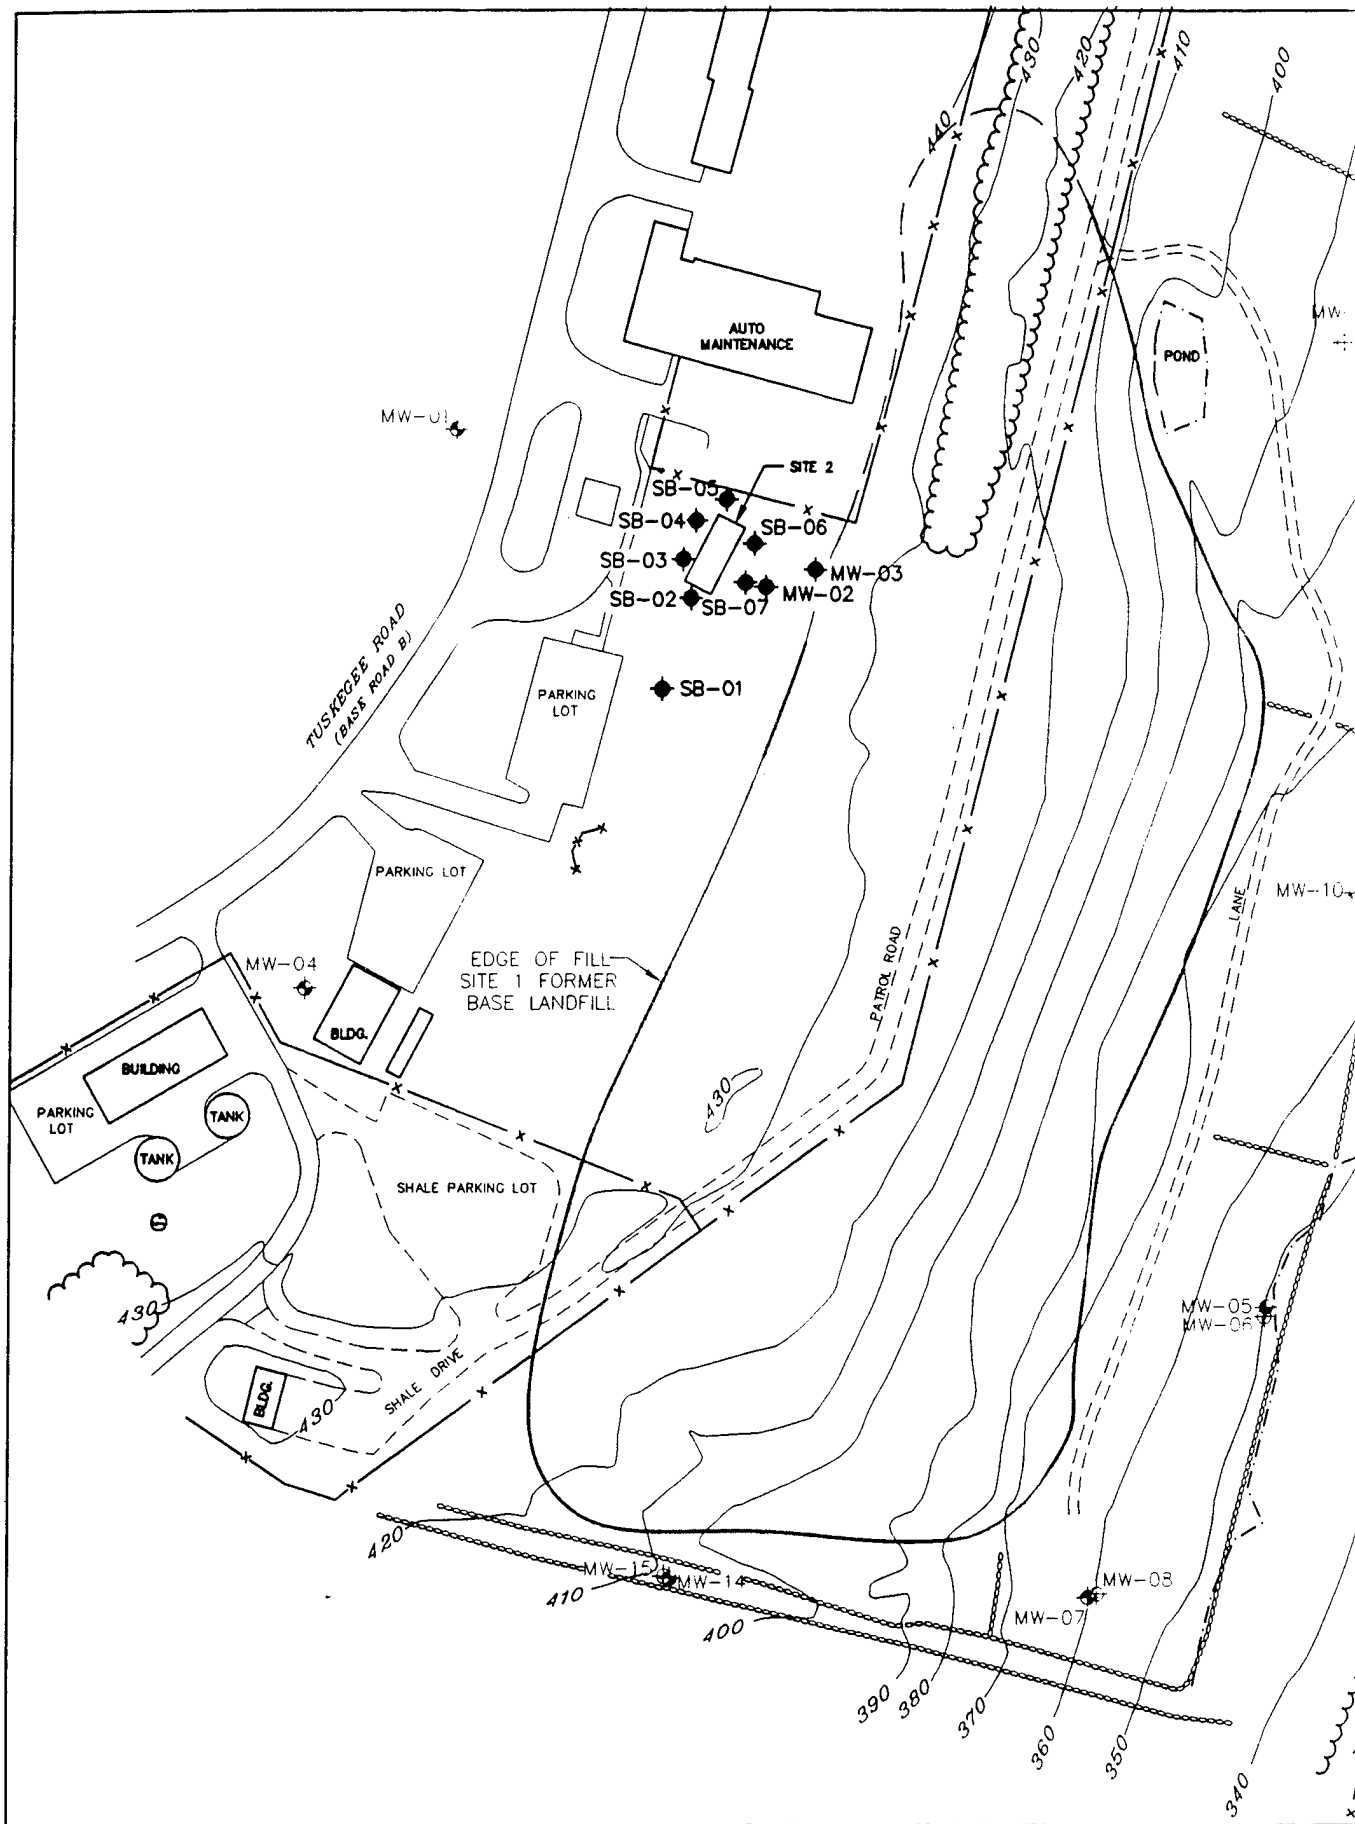 430
420
410
400
440
AUTO
MAINTENANCE
POND
MW-
MW-01
SITE 2
SB-05
SB-04
SB-06
SB-03
MW-03
SB-02
SB-07
MW-02
TUSKEGEE ROAD
(BASE ROAD B)
SB-01
PARKING
LOT
PARKING LOT
MW-10
LANE
EDGE OF FILL
SITE 1 FORMER
BASE LANDFILL
MW-04
PATROL ROAD
BLDG.
BUILDING
PARKING
LOT
TANK
TANK
430
SHALE PARKING LOT
430
MW-05
MW-06
SHALE DRIVE
BLDG.
430
420
MW-15
MW-14
410
MW-08
MW-07
400
390
380
370
360
350
340